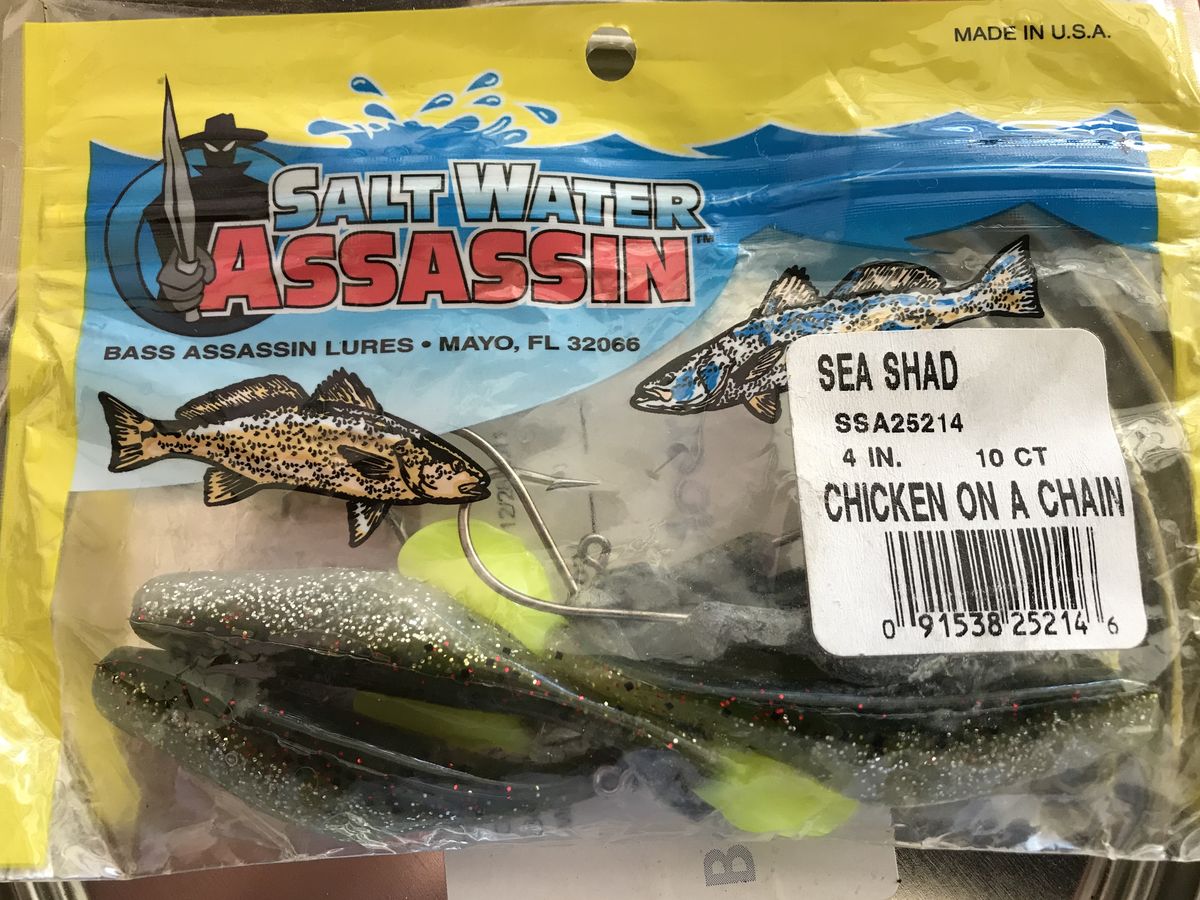 MADE IN U.S.A.
SALT WATER
ASSASSIN™
BASS ASSASSIN LURES • MAYO, FL 32066
SEA SHAD
SSA25214
4 IN. 10 CT
CHICKEN ON A CHAIN
0 91538 25214 6
B